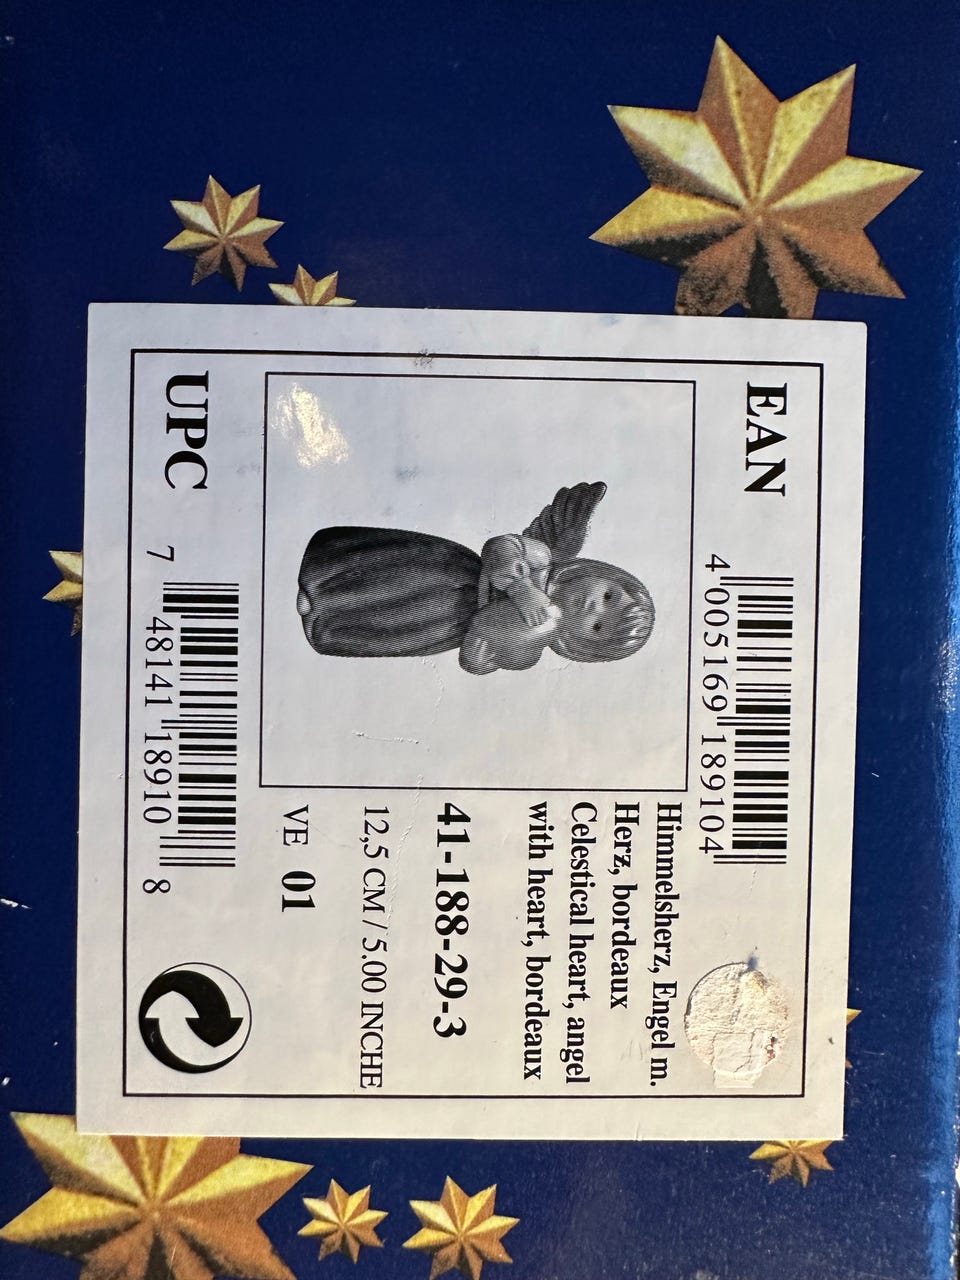 EAN
4 005169 189104
Himmelsherz, Engel m.
Herz, bordeaux
Celestical heart, angel
with heart, bordeaux
41-188-29-3
12,5 CM / 5.00 INCHE
VE 01
UPC
7 48141 18910 8